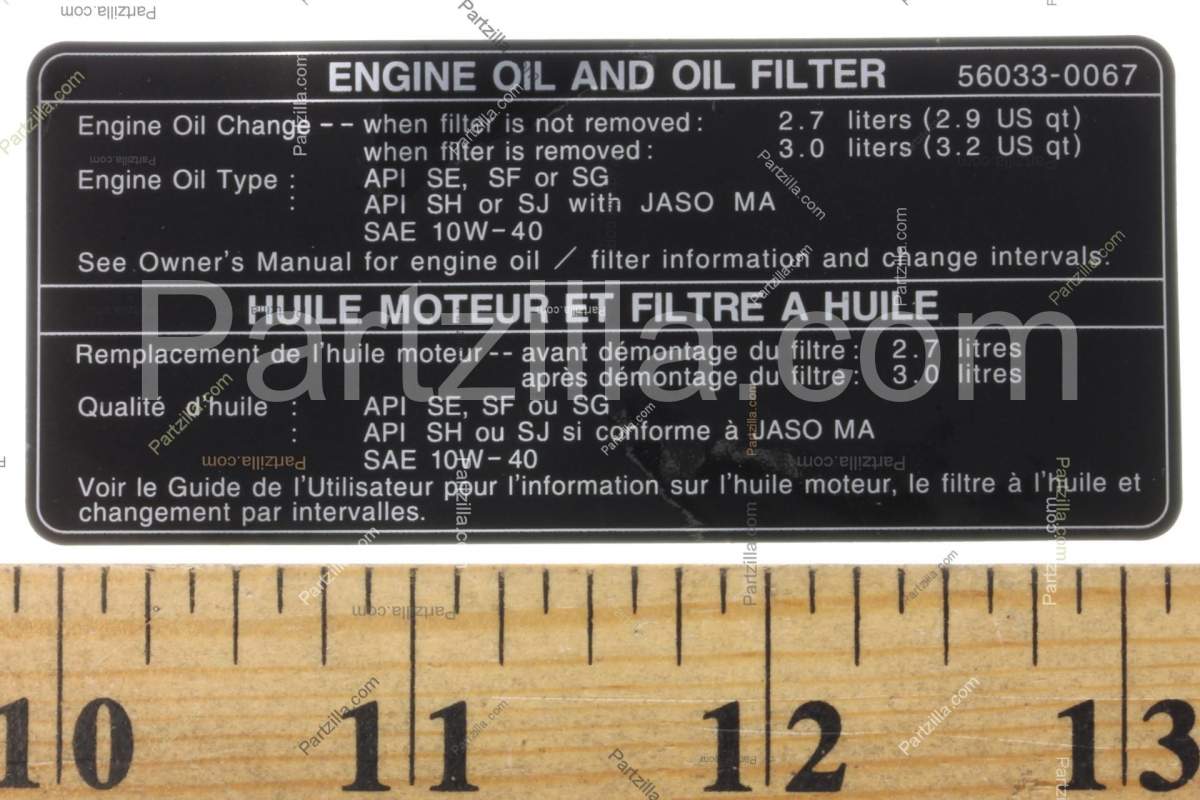 ENGINE OIL AND OIL FILTER 56033-0067
Engine Oil Change -- when filter is not removed: 2.7 liters (2.9 US qt)
when filter is removed: 3.0 liters (3.2 US qt)
Engine Oil Type : API SE, SF or SG
: API SH or SJ with JASO MA
SAE 10W-40
See Owner's Manual for engine oil / filter information and change intervals.
HUILE MOTEUR ET FILTRE A HUILE
Remplacement de l'huile moteur -- avant démontage du filtre: 2.7 litres
après démontage du filtre: 3.0 litres
Qualité d'huile : API SE, SF ou SG
: API SH ou SJ si conforme à JASO MA
SAE 10W-40
Voir le Guide de l'Utilisateur pour l'information sur l'huile moteur, le filtre à l'huile et
changement par intervalles.
Partzilla.com
10 11 12 13